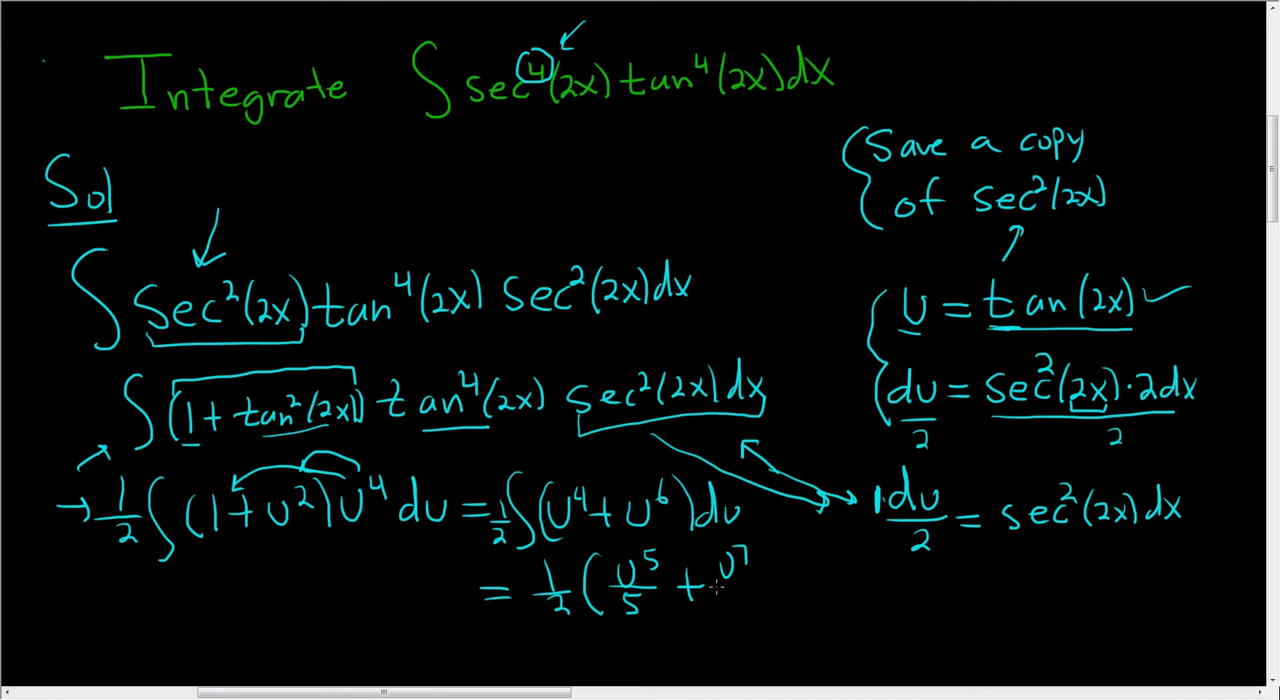 Integrate ∫ sec⁴(2x) tan⁴(2x) dx
Sol
Save a copy
of sec²(2x)
∫ sec²(2x) tan⁴(2x) sec²(2x) dx
U = tan(2x) ✓
∫ (1 + tan²(2x)) tan⁴(2x) sec²(2x) dx
du/2 = sec²(2x)·2dx/2
→ 1/2 ∫ (1 + U²) U⁴ du = 1/2 ∫ (U⁴ + U⁶) du
1·du/2 = sec²(2x) dx
= 1/2 ( U⁵/5 + U⁷